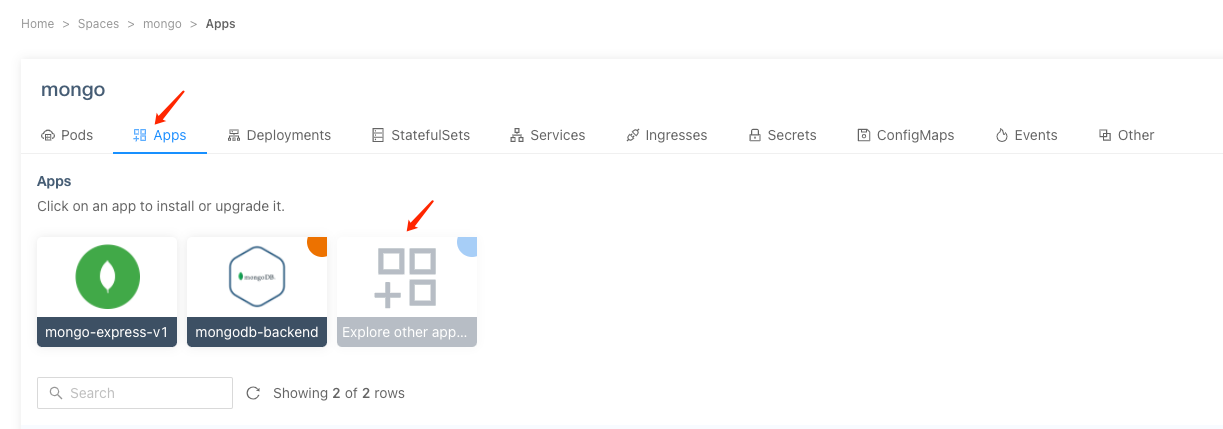 Home > Spaces > mongo > Apps
mongo
Pods Apps Deployments StatefulSets Services Ingresses Secrets ConfigMaps Events Other
Apps
Click on an app to install or upgrade it.
mongoDB
mongo-express-v1 mongodb-backend Explore other app...
Search Showing 2 of 2 rows